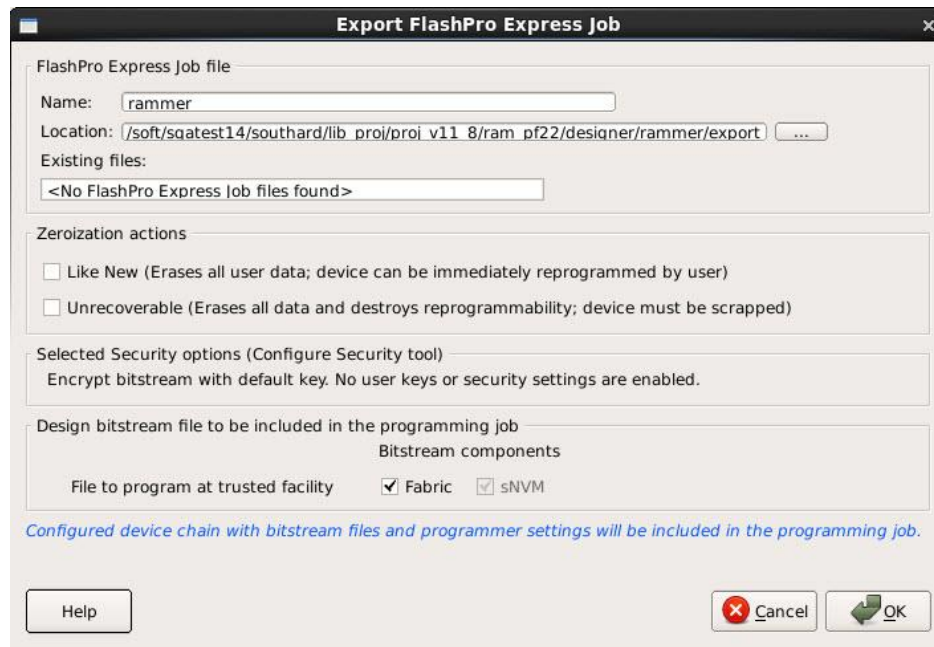 Export FlashPro Express Job
FlashPro Express Job file
Name: rammer
Location: /soft/sqatest14/southard/lib_proj/proj_v11_8/ram_pf22/designer/rammer/export ...
Existing files:
<No FlashPro Express Job files found>
Zeroization actions
Like New (Erases all user data; device can be immediately reprogrammed by user)
Unrecoverable (Erases all data and destroys reprogrammability; device must be scrapped)
Selected Security options (Configure Security tool)
Encrypt bitstream with default key. No user keys or security settings are enabled.
Design bitstream file to be included in the programming job
Bitstream components
File to program at trusted facility Fabric sNVM
Configured device chain with bitstream files and programmer settings will be included in the programming job.
Help Cancel OK